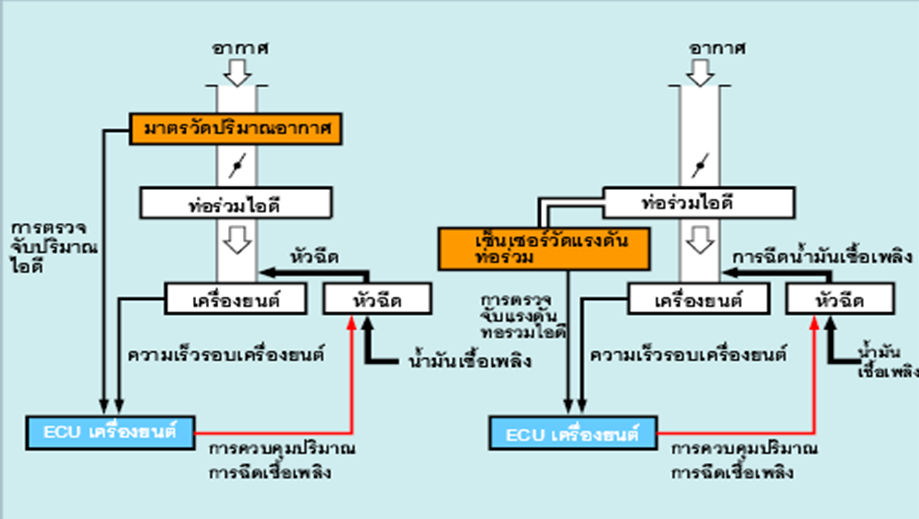 อากาศ
มาตรวัดปริมาณอากาศ
ท่อร่วมไอดี
การตรวจ
จับปริมาณ
ไอดี
หัวฉีด
เครื่องยนต์
หัวฉีด
ความเร็วรอบเครื่องยนต์
น้ำมันเชื้อเพลิง
ECU เครื่องยนต์
การควบคุมปริมาณ
การฉีดเชื้อเพลิง
อากาศ
ท่อร่วมไอดี
เซ็นเซอร์วัดแรงดัน
ท่อร่วม
การฉีดน้ำมันเชื้อเพลิง
การตรวจ
จับแรงดัน
ทอรวมไอดี
เครื่องยนต์
หัวฉีด
ความเร็วรอบเครื่องยนต์
น้ำมัน
เชื้อเพลิง
ECU เครื่องยนต์
การควบคุมปริมาณ
การฉีดเชื้อเพลิง